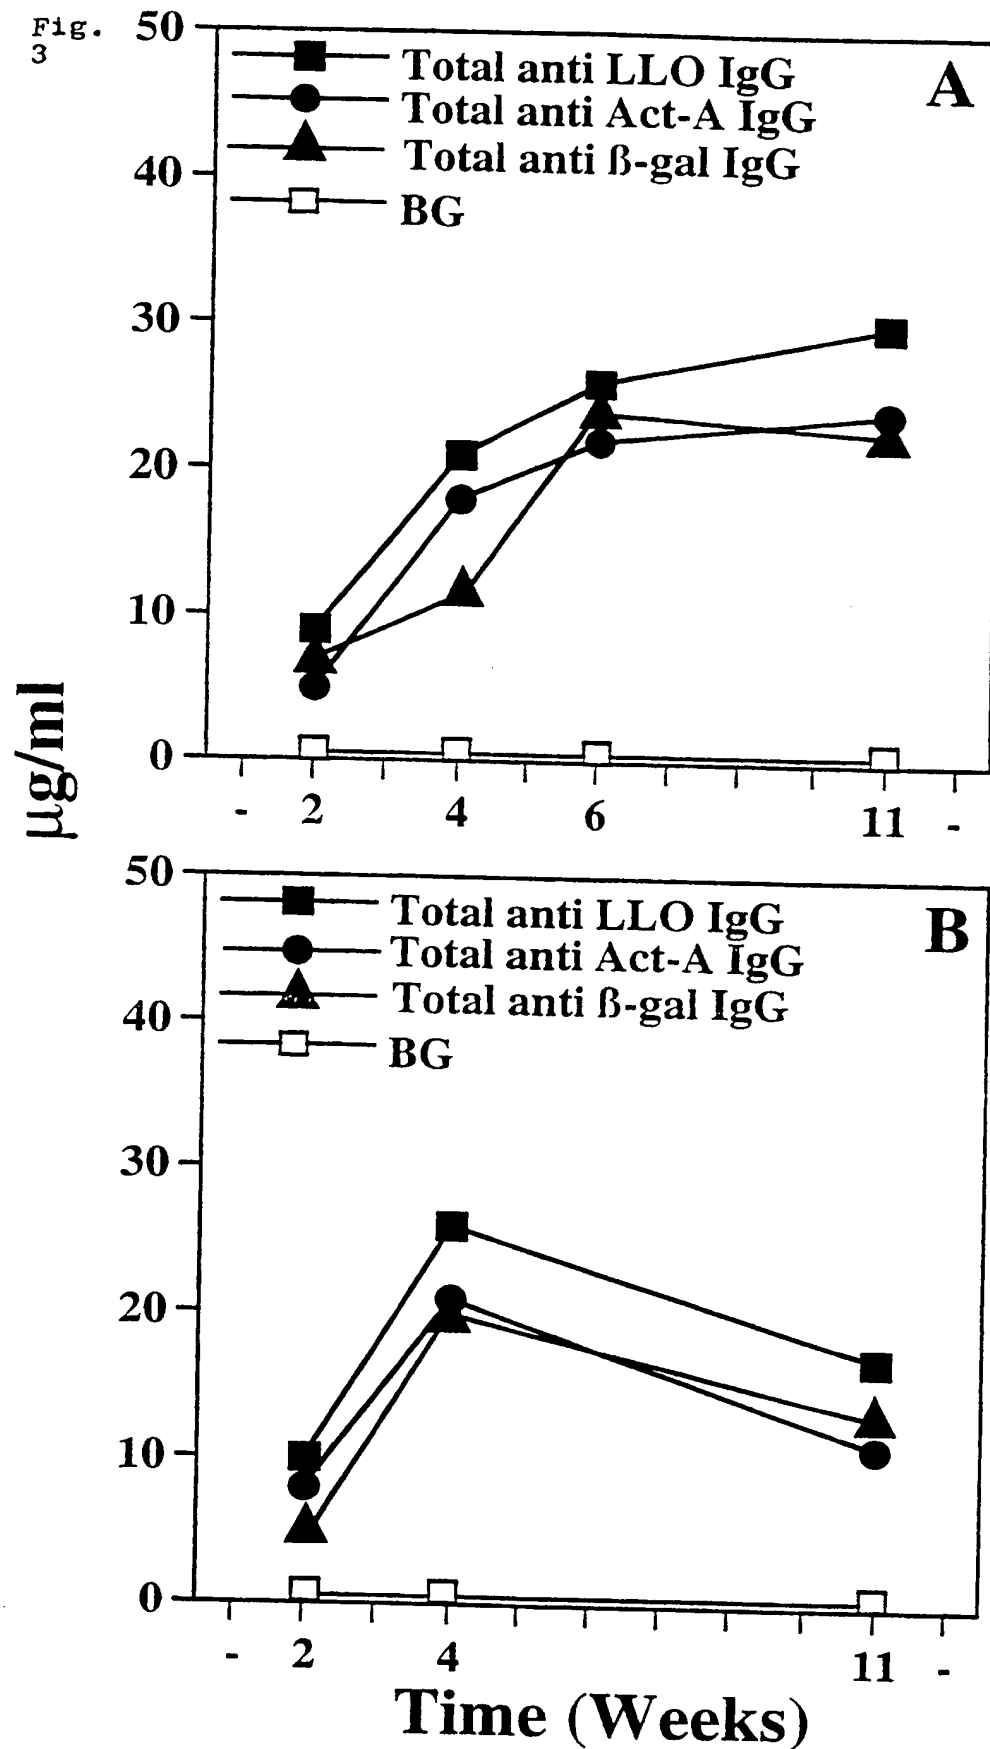 Fig.
3
50
40
30
20
10
0
Total anti LLO IgG
Total anti Act-A IgG
Total anti ß-gal IgG
BG
A
- 2 4 6 11 -
µg/ml
50
40
30
20
10
0
Total anti LLO IgG
Total anti Act-A IgG
Total anti ß-gal IgG
BG
B
- 2 4 11 -
Time (Weeks)